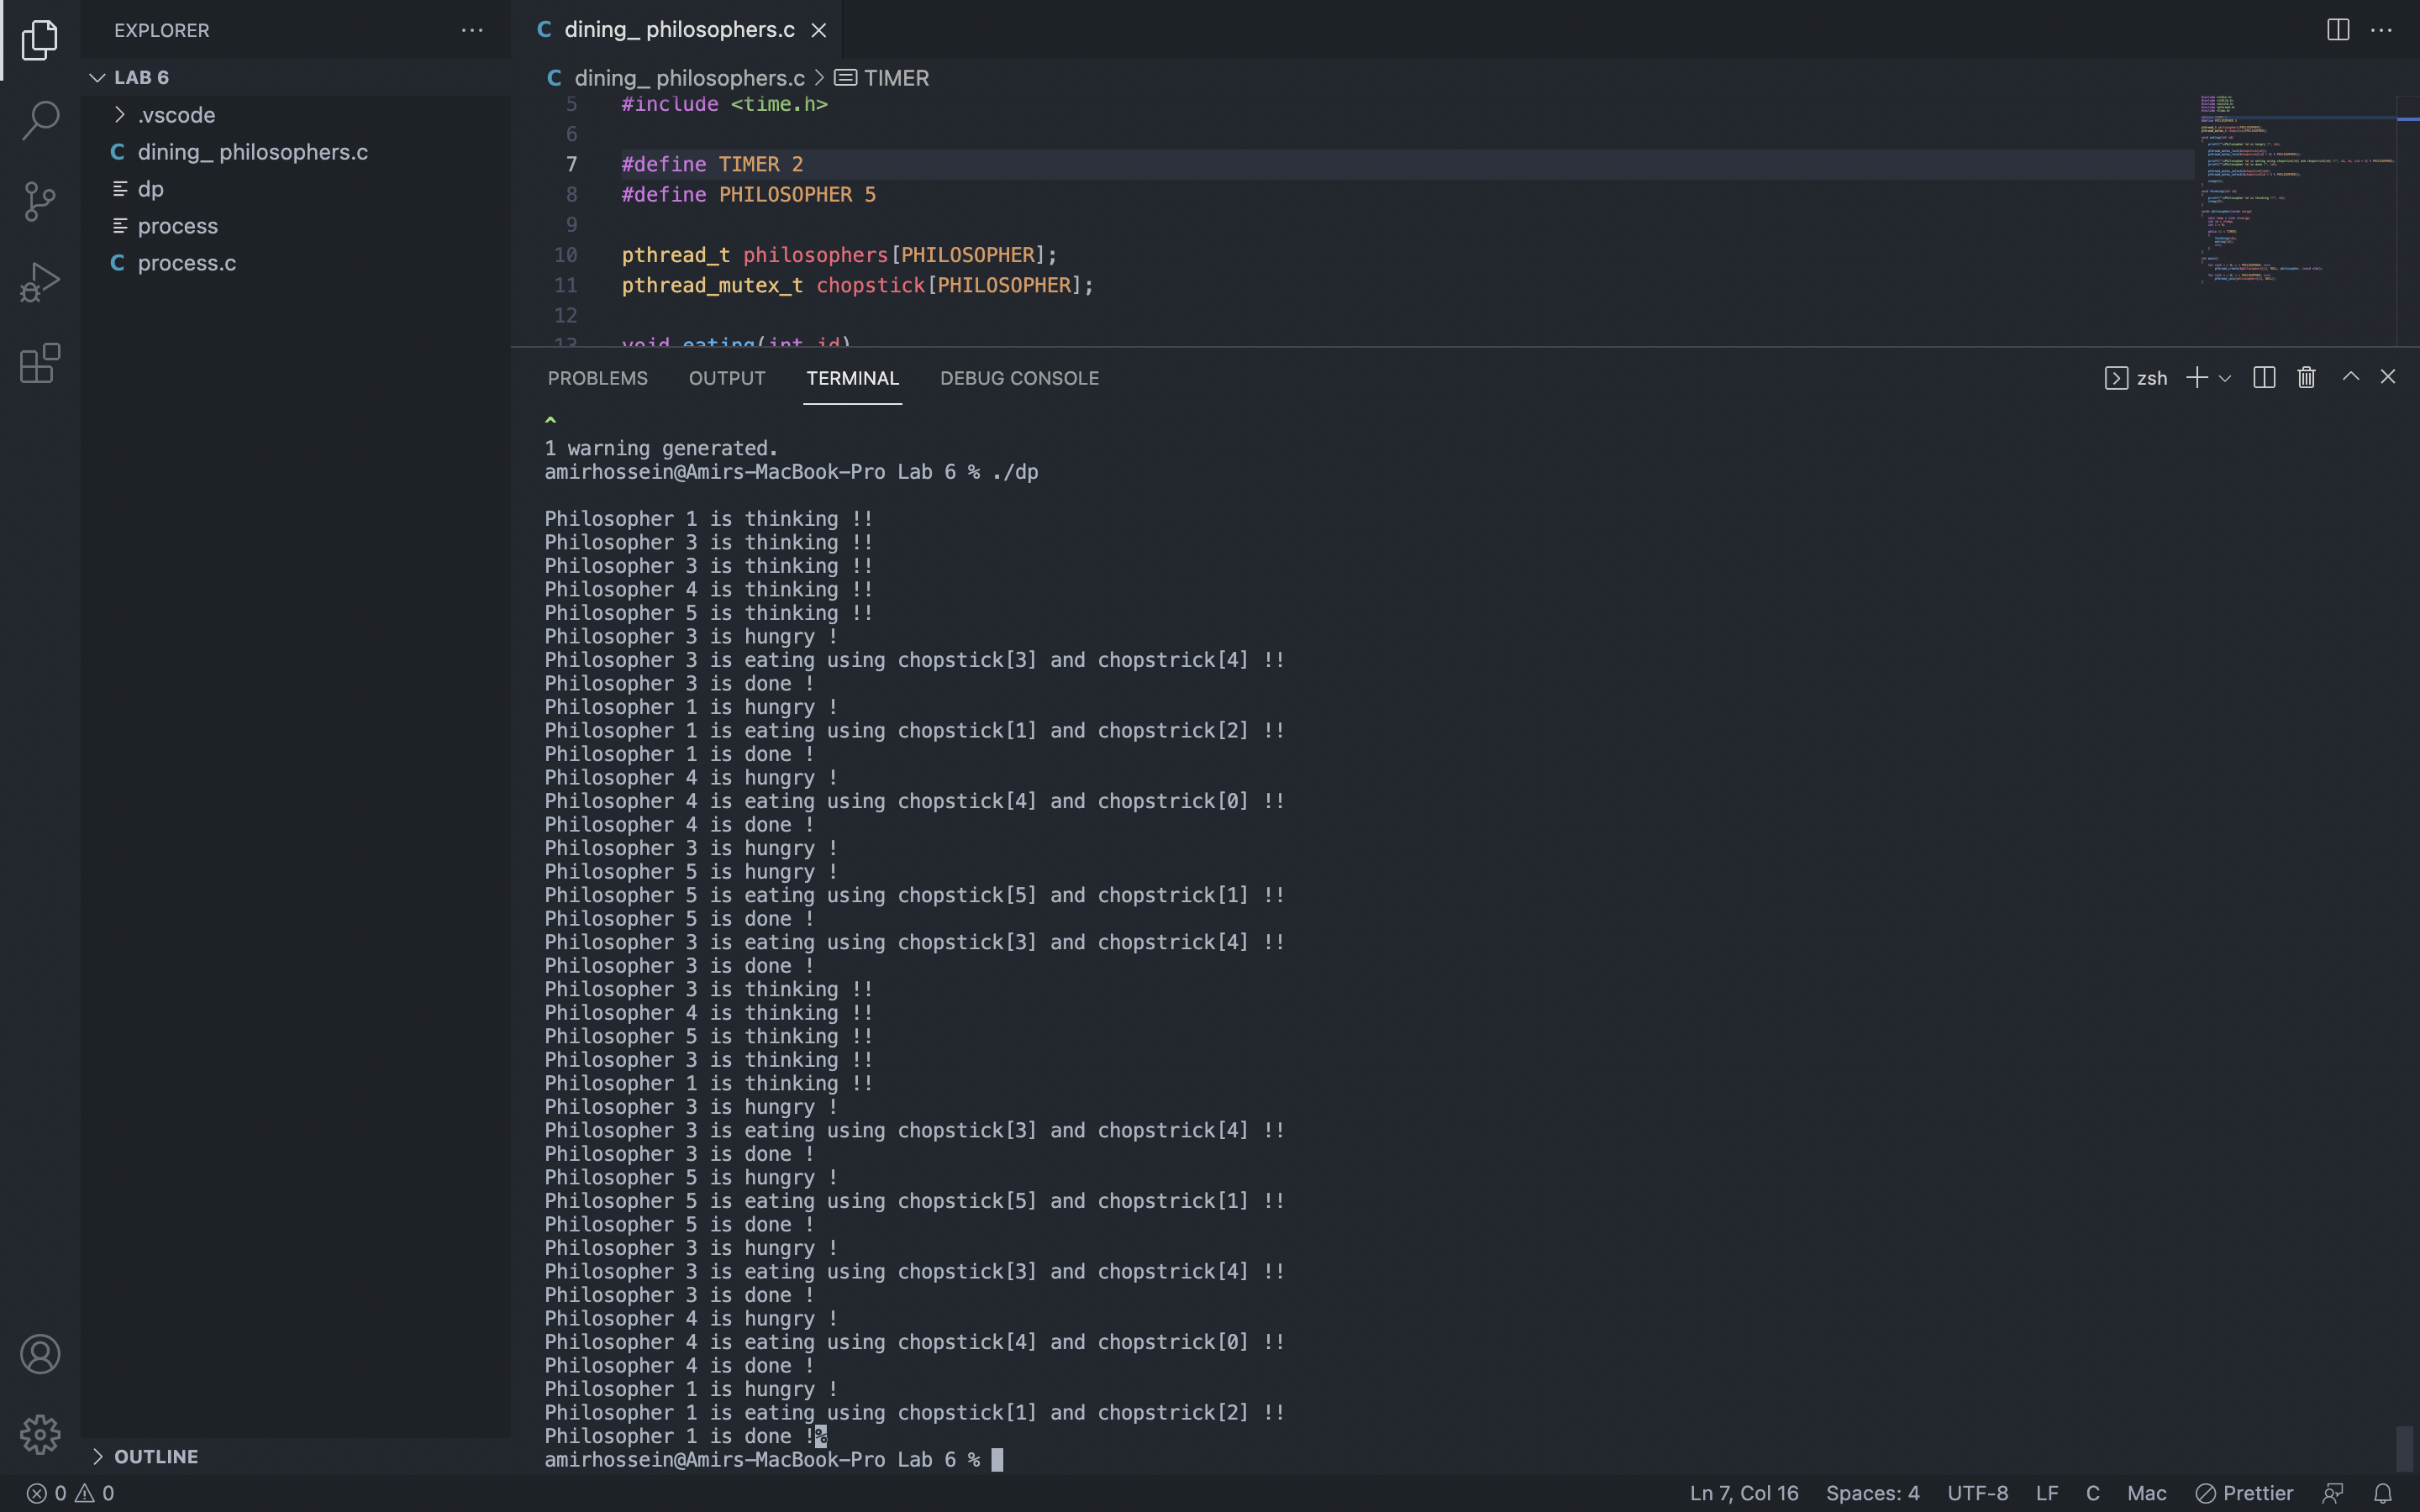 EXPLORER
LAB 6
.vscode
dining_ philosophers.c
dp
process
process.c
OUTLINE
dining_ philosophers.c
dining_ philosophers.c > TIMER
5 #include <time.h>
6
7 #define TIMER 2
8 #define PHILOSOPHER 5
9
10 pthread_t philosophers[PHILOSOPHER];
11 pthread_mutex_t chopstick[PHILOSOPHER];
12
13 void eating(int id)
PROBLEMS OUTPUT TERMINAL DEBUG CONSOLE
zsh
^
1 warning generated.
amirhossein@Amirs-MacBook-Pro Lab 6 % ./dp
Philosopher 1 is thinking !!
Philosopher 3 is thinking !!
Philosopher 3 is thinking !!
Philosopher 4 is thinking !!
Philosopher 5 is thinking !!
Philosopher 3 is hungry !
Philosopher 3 is eating using chopstick[3] and chopstrick[4] !!
Philosopher 3 is done !
Philosopher 1 is hungry !
Philosopher 1 is eating using chopstick[1] and chopstrick[2] !!
Philosopher 1 is done !
Philosopher 4 is hungry !
Philosopher 4 is eating using chopstick[4] and chopstrick[0] !!
Philosopher 4 is done !
Philosopher 3 is hungry !
Philosopher 5 is hungry !
Philosopher 5 is eating using chopstick[5] and chopstrick[1] !!
Philosopher 5 is done !
Philosopher 3 is eating using chopstick[3] and chopstrick[4] !!
Philosopher 3 is done !
Philosopher 3 is thinking !!
Philosopher 4 is thinking !!
Philosopher 5 is thinking !!
Philosopher 3 is thinking !!
Philosopher 1 is thinking !!
Philosopher 3 is hungry !
Philosopher 3 is eating using chopstick[3] and chopstrick[4] !!
Philosopher 3 is done !
Philosopher 5 is hungry !
Philosopher 5 is eating using chopstick[5] and chopstrick[1] !!
Philosopher 5 is done !
Philosopher 3 is hungry !
Philosopher 3 is eating using chopstick[3] and chopstrick[4] !!
Philosopher 3 is done !
Philosopher 4 is hungry !
Philosopher 4 is eating using chopstick[4] and chopstrick[0] !!
Philosopher 4 is done !
Philosopher 1 is hungry !
Philosopher 1 is eating using chopstick[1] and chopstrick[2] !!
Philosopher 1 is done !%
amirhossein@Amirs-MacBook-Pro Lab 6 %
0 0 Ln 7, Col 16 Spaces: 4 UTF-8 LF C Mac Prettier